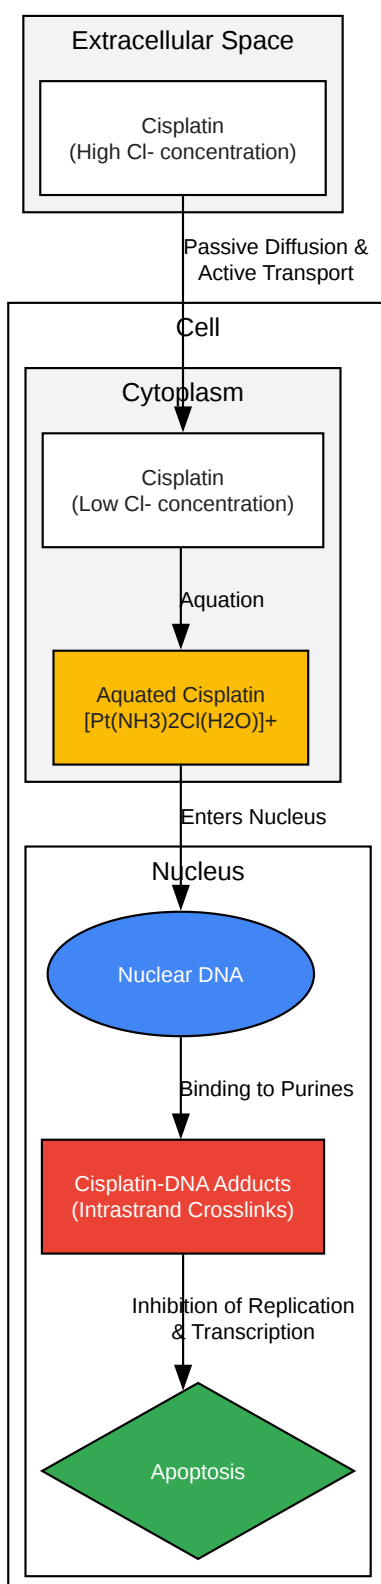 Extracellular Space
Cisplatin
(High Cl- concentration)
Passive Diffusion &
Active Transport
Cell
Cytoplasm
Cisplatin
(Low Cl- concentration)
Aquation
Aquated Cisplatin
[Pt(NH3)2Cl(H2O)]+
Enters Nucleus
Nucleus
Nuclear DNA
Binding to Purines
Cisplatin-DNA Adducts
(Intrastrand Crosslinks)
Inhibition of Replication
& Transcription
Apoptosis